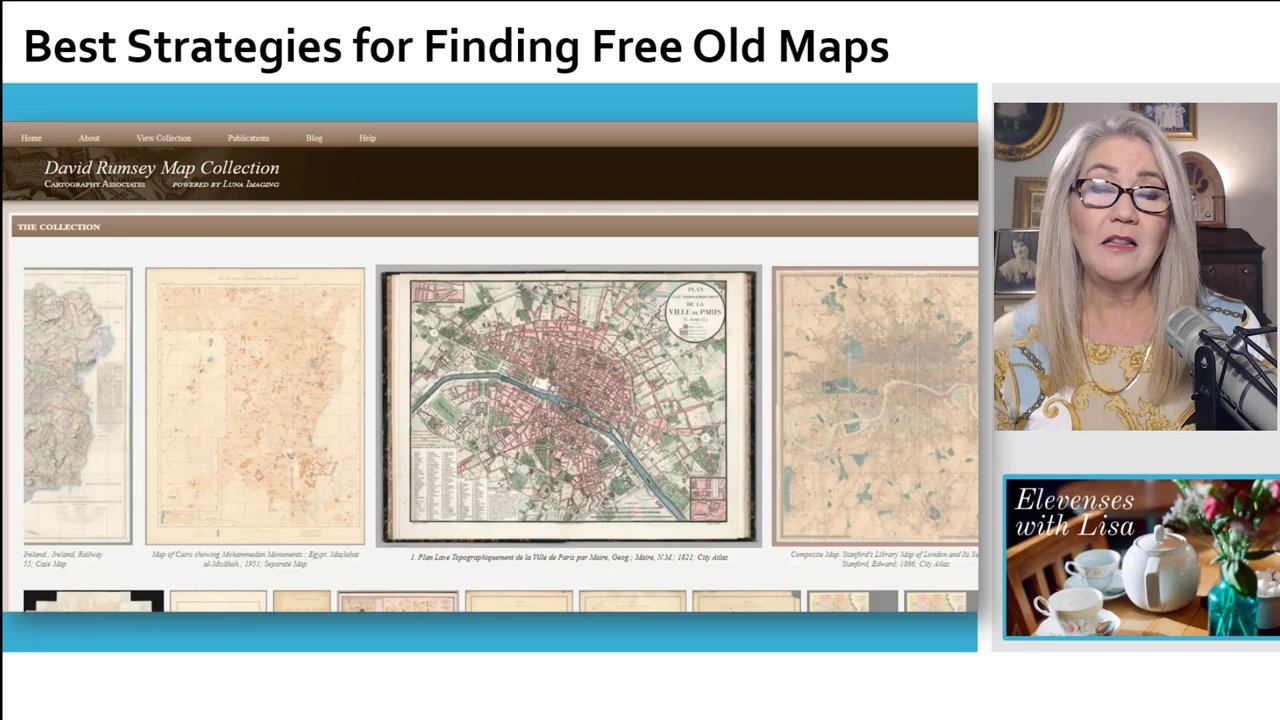 Best Strategies for Finding Free Old Maps
Home About View Collection Publications Blog Help
David Rumsey Map Collection
CARTOGRAPHY ASSOCIATES POWERED BY LUNA IMAGING
THE COLLECTION
PLAN
DE LA
VILLE DE PARIS
Ireland; Ireland, Railway
55; Case Map
Map of Cairo showing Mohammedan Monuments.; Egypt. Maslahat
al-Misāhah.; 1951; Separate Map
1. Plan Lave Topographiquement de la Ville de Paris par Maire, Geog.; Maire, N.M.; 1821; City Atlas
Composite Map: Stanford's Library Map of London and Its Su
Stanford, Edward; 1866; City Atlas
Elevenses
with Lisa